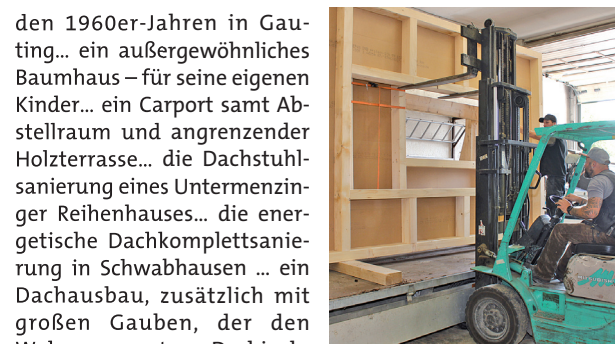 den 1960er-Jahren in Gau-
ting... ein außergewöhnliches
Baumhaus – für seine eigenen
Kinder... ein Carport samt Ab-
stellraum und angrenzender
Holzterrasse... die Dachstuhl-
sanierung eines Untermenzin-
ger Reihenhauses... die ener-
getische Dachkomplettsanie-
rung in Schwabhausen ... ein
Dachausbau, zusätzlich mit
großen Gauben, der den